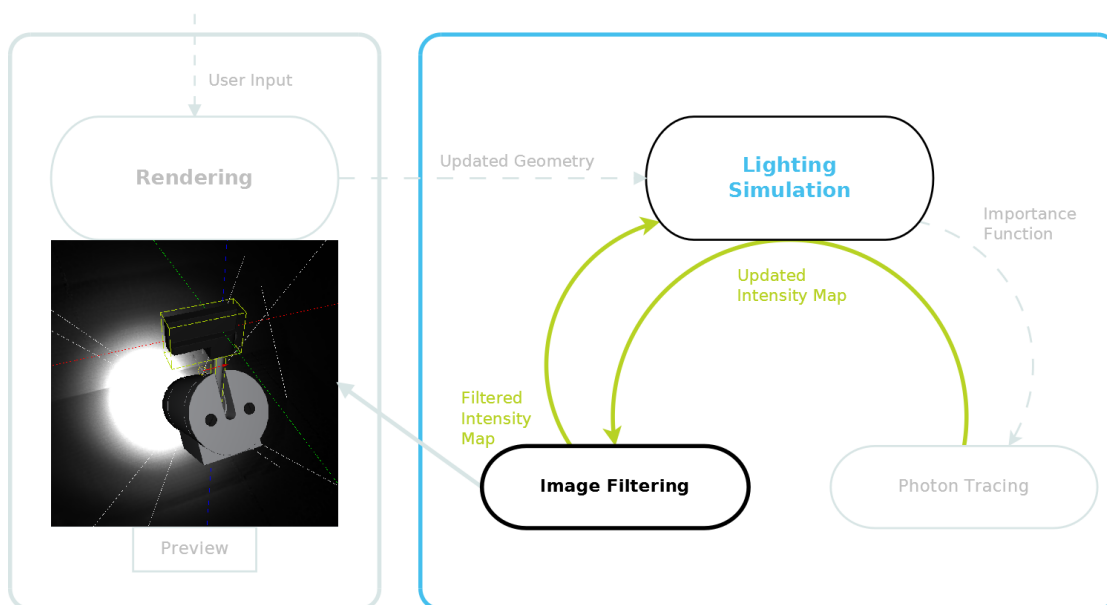 User Input
Rendering
Updated Geometry
Lighting
Simulation
Importance
Function
Updated
Intensity Map
Filtered
Intensity
Map
Image Filtering
Photon Tracing
Preview